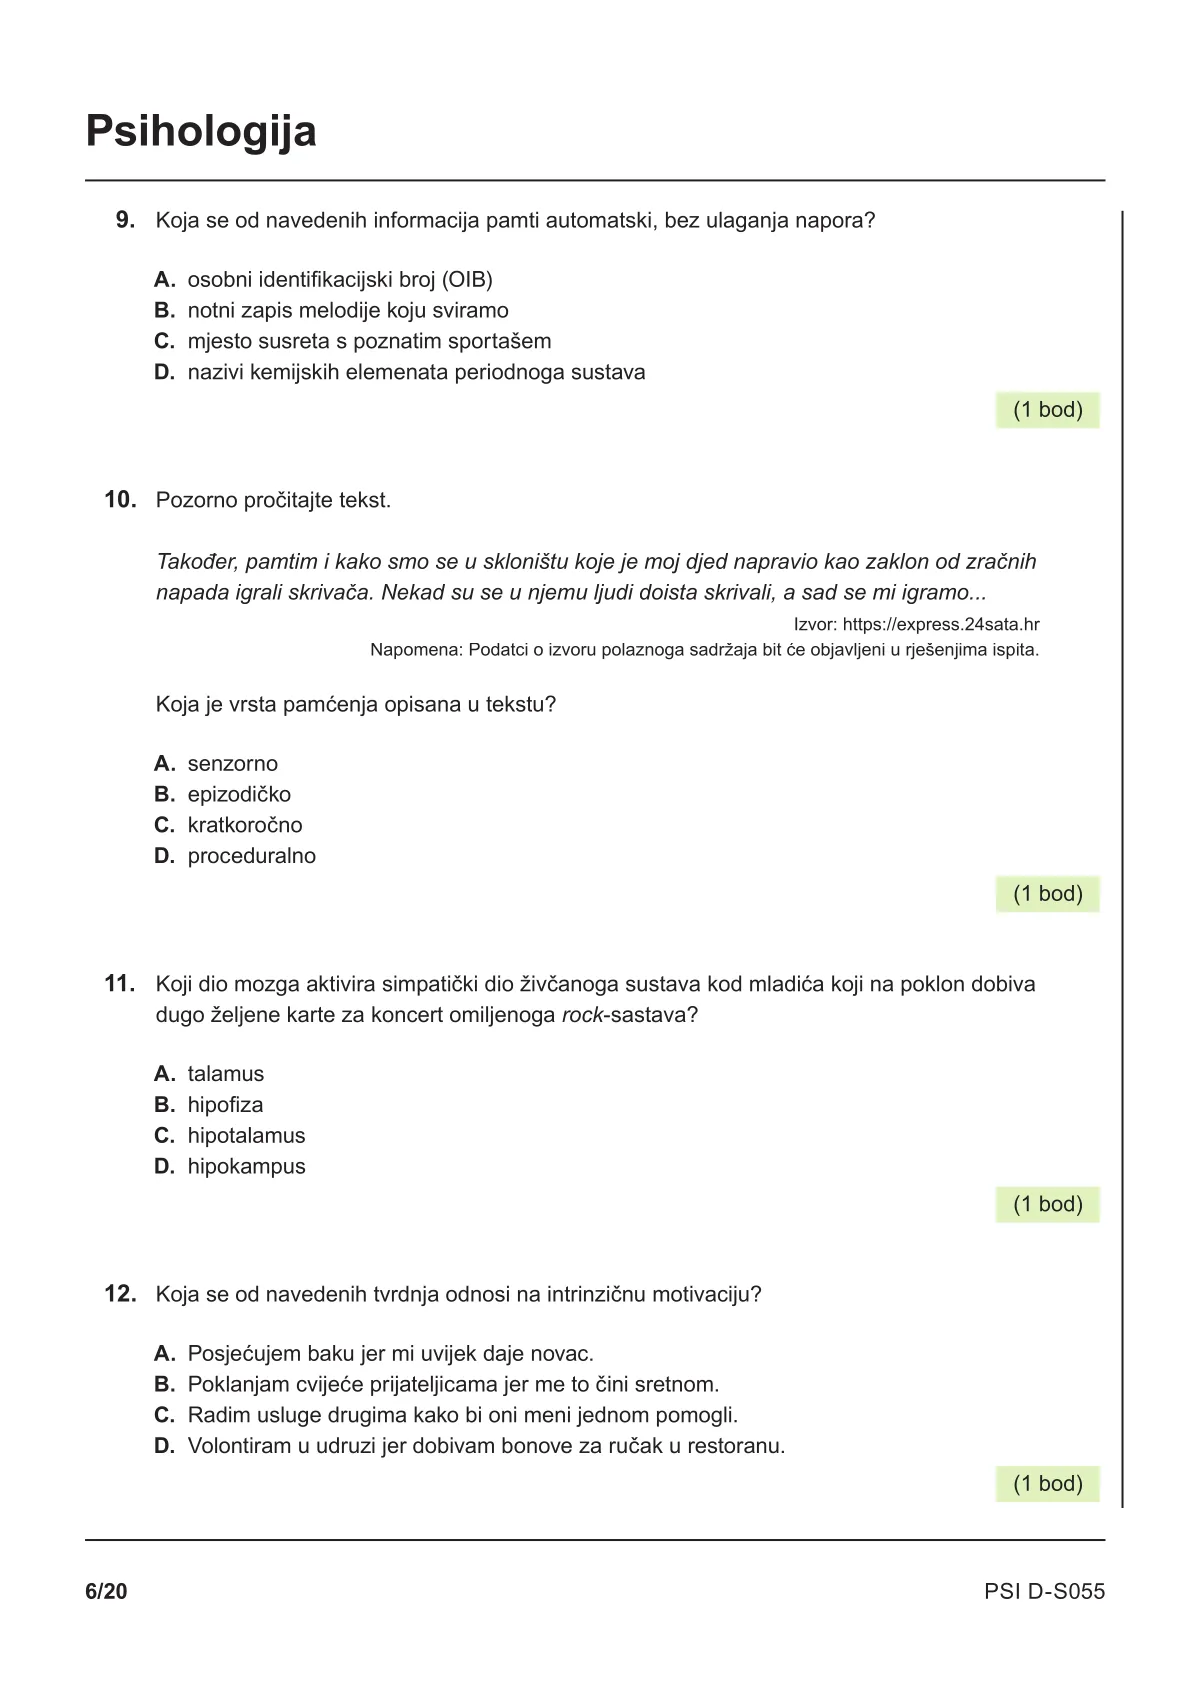 Psihologija
9. Koja se od navedenih informacija pamti automatski, bez ulaganja napora?
A. osobni identifikacijski broj (OIB)
B. notni zapis melodije koju sviramo
C. mjesto susreta s poznatim sportašem
D. nazivi kemijskih elemenata periodnoga sustava
(1 bod)
10. Pozorno pročitajte tekst.
Također, pamtim i kako smo se u skloništu koje je moj djed napravio kao zaklon od zračnih
napada igrali skrivača. Nekad su se u njemu ljudi doista skrivali, a sad se mi igramo...
Izvor: https://express.24sata.hr
Napomena: Podatci o izvoru polaznoga sadržaja bit će objavljeni u rješenjima ispita.
Koja je vrsta pamćenja opisana u tekstu?
A. senzorno
B. epizodičko
C. kratkoročno
D. proceduralno
(1 bod)
11. Koji dio mozga aktivira simpatički dio živčanoga sustava kod mladića koji na poklon dobiva
dugo željene karte za koncert omiljenoga rock-sastava?
A. talamus
B. hipofiza
C. hipotalamus
D. hipokampus
(1 bod)
12. Koja se od navedenih tvrdnja odnosi na intrinzičnu motivaciju?
A. Posjećujem baku jer mi uvijek daje novac.
B. Poklanjam cvijeće prijateljicama jer me to čini sretnom.
C. Radim usluge drugima kako bi oni meni jednom pomogli.
D. Volontiram u udruzi jer dobivam bonove za ručak u restoranu.
(1 bod)
6/20
PSI D-S055